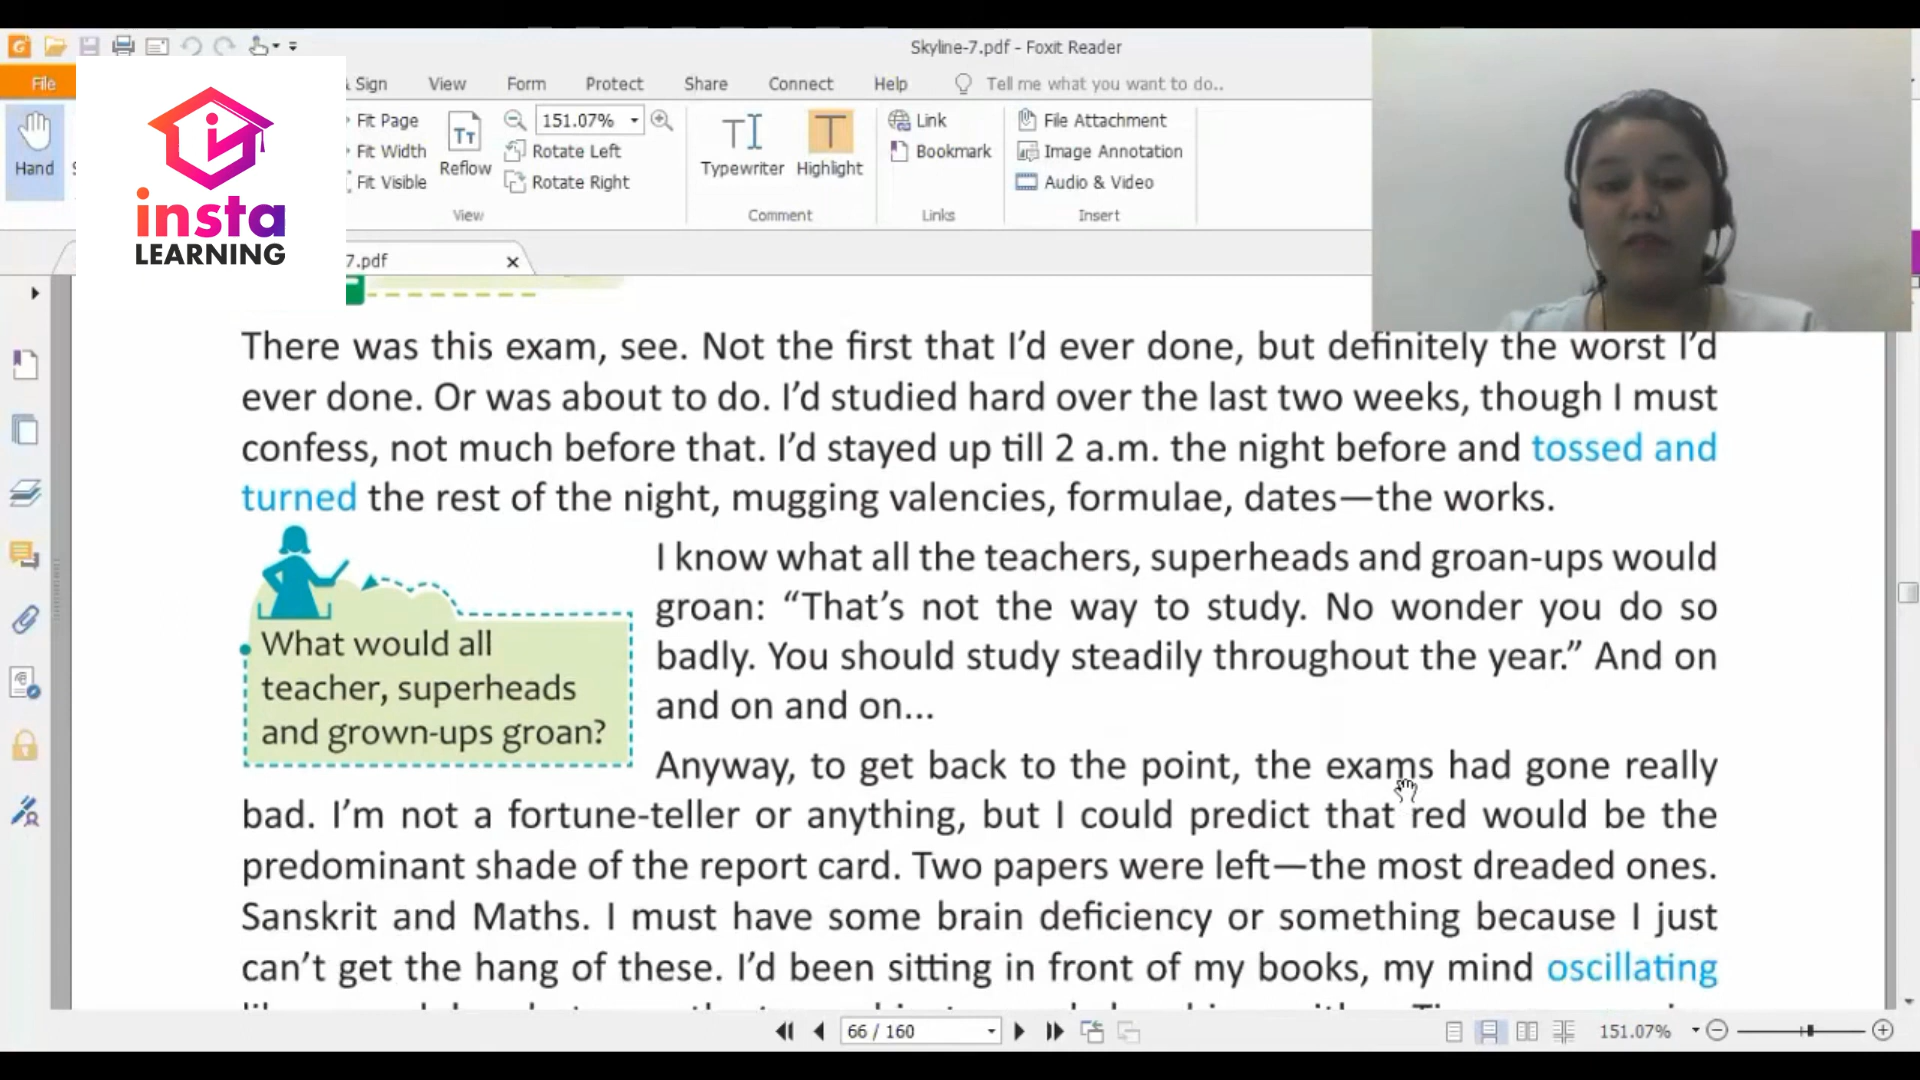 Skyline-7.pdf - Foxit Reader
File
& Sign
View
Form
Protect
Share
Connect
Help
Tell me what you want to do..
Hand
Fit Page
Fit Width
Fit Visible
Reflow
151.07%
Rotate Left
Rotate Right
View
Typewriter
Highlight
Comment
Link
Bookmark
Links
File Attachment
Image Annotation
Audio & Video
Insert
insta
LEARNING
7.pdf
There was this exam, see. Not the first that I'd ever done, but definitely the worst I'd
ever done. Or was about to do. I'd studied hard over the last two weeks, though I must
confess, not much before that. I'd stayed up till 2 a.m. the night before and tossed and
turned the rest of the night, mugging valencies, formulae, dates—the works.
I know what all the teachers, superheads and groan-ups would
groan: “That's not the way to study. No wonder you do so
badly. You should study steadily throughout the year.” And on
and on and on...
What would all
teacher, superheads
and grown-ups groan?
Anyway, to get back to the point, the exams had gone really
bad. I'm not a fortune-teller or anything, but I could predict that red would be the
predominant shade of the report card. Two papers were left—the most dreaded ones.
Sanskrit and Maths. I must have some brain deficiency or something because I just
can't get the hang of these. I'd been sitting in front of my books, my mind oscillating
66 / 160
151.07%